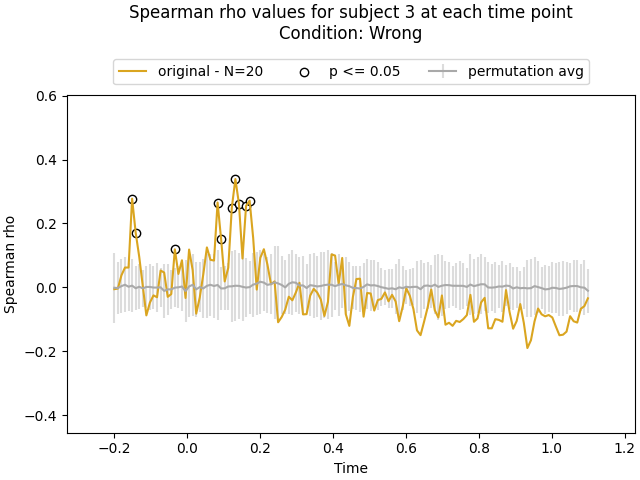 Spearman rho values for subject 3 at each time point
Condition: Wrong
original - N=20
p <= 0.05
permutation avg
Spearman rho
0.6
0.4
0.2
0.0
−0.2
−0.4
−0.2
0.0
0.2
0.4
0.6
0.8
1.0
1.2
Time